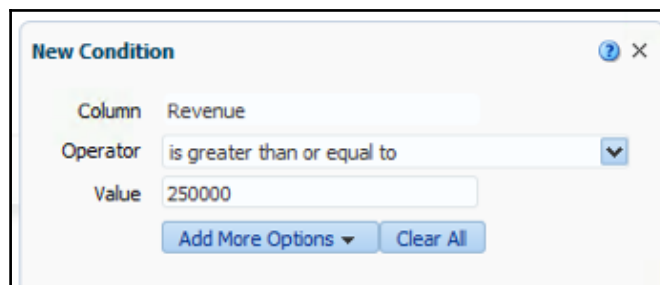 New Condition
Column Revenue
Operator is greater than or equal to
Value 250000
Add More Options Clear All